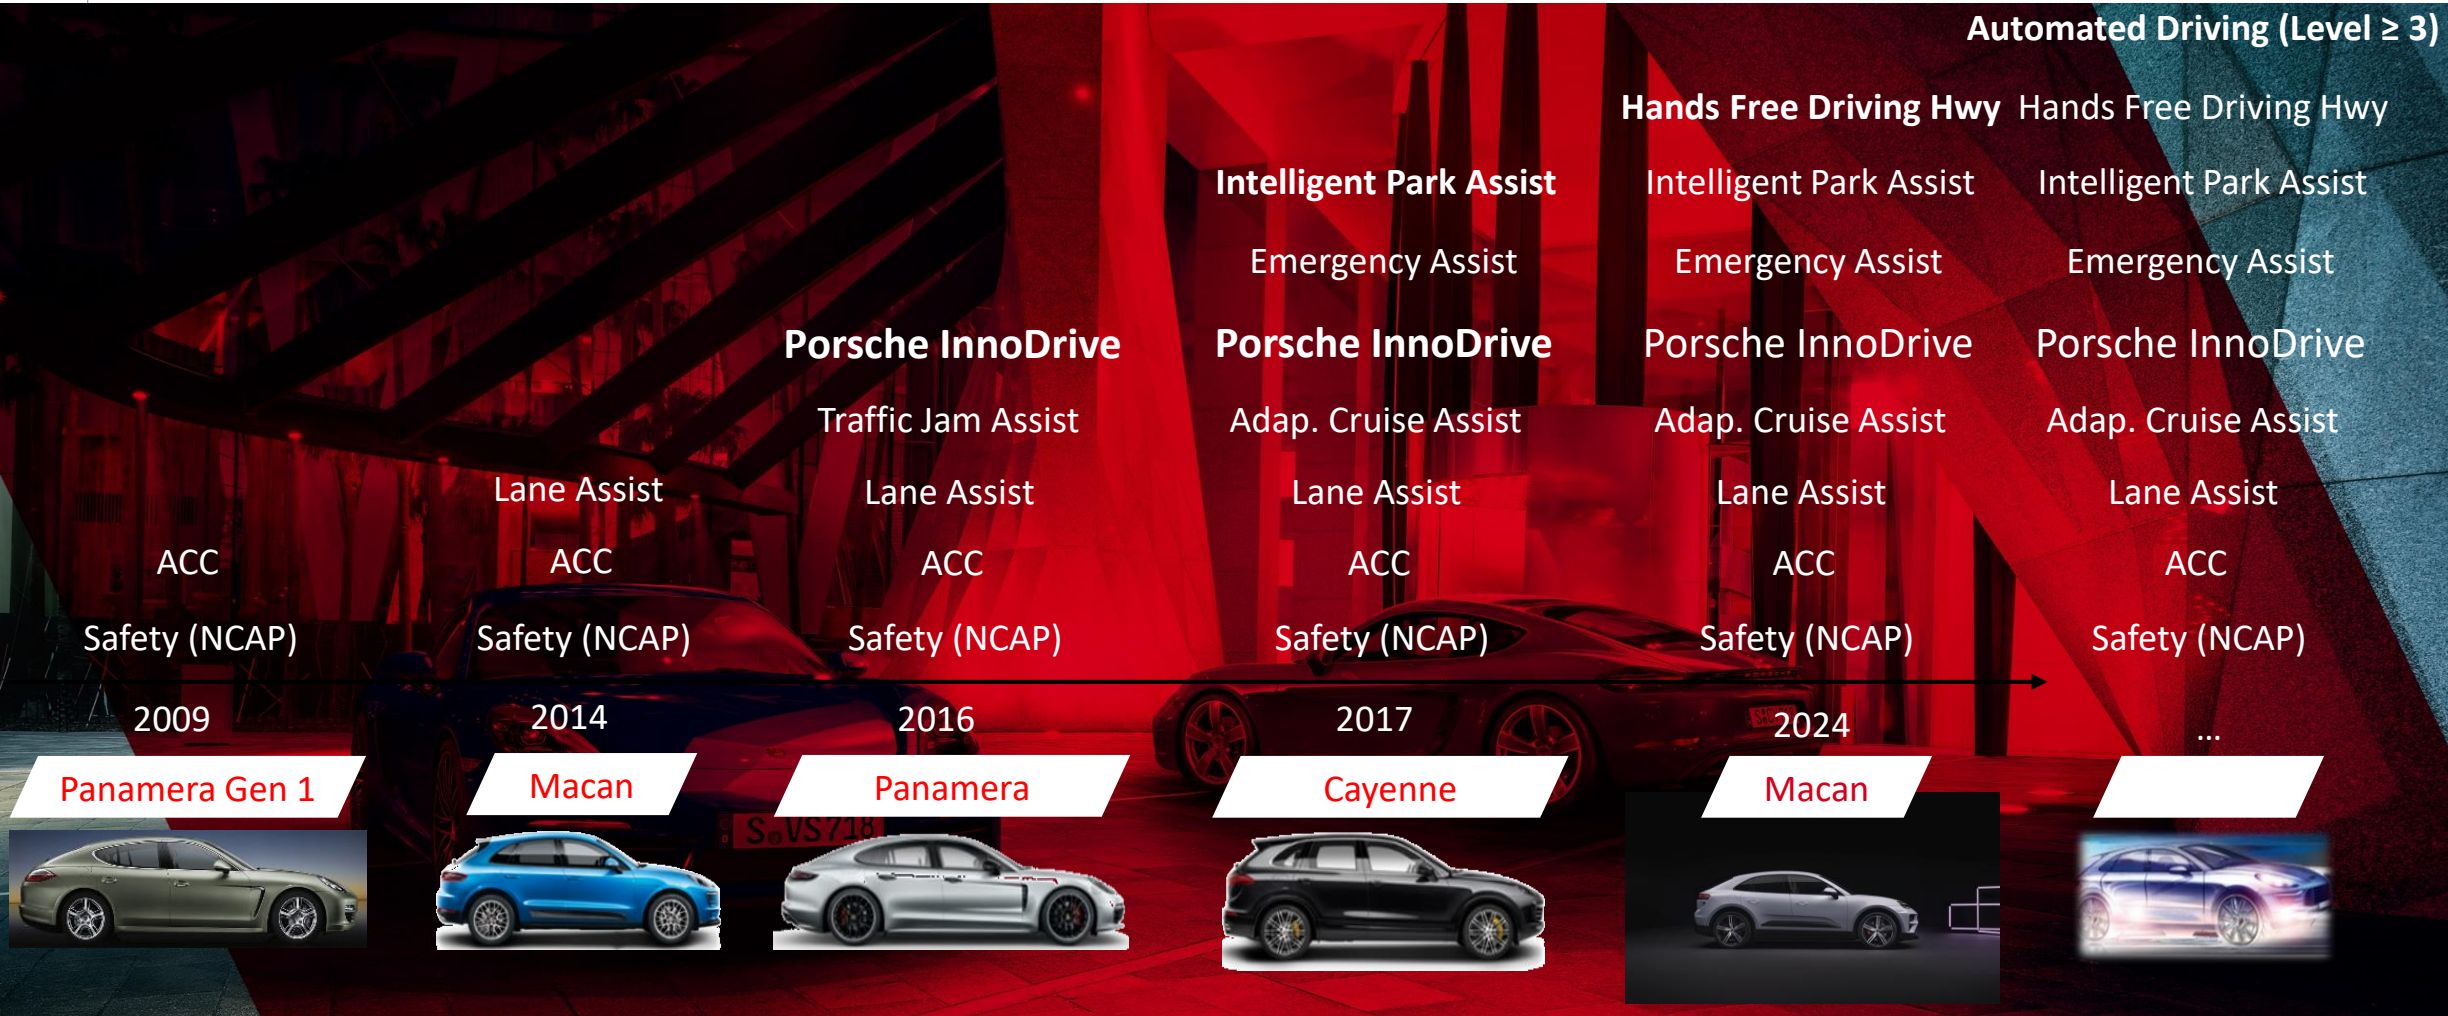 Automated Driving (Level ≥ 3)
Hands Free Driving Hwy Hands Free Driving Hwy
Intelligent Park Assist Intelligent Park Assist Intelligent Park Assist
Emergency Assist Emergency Assist Emergency Assist
Porsche InnoDrive Porsche InnoDrive Porsche InnoDrive Porsche InnoDrive
Traffic Jam Assist Adap. Cruise Assist Adap. Cruise Assist Adap. Cruise Assist
Lane Assist Lane Assist Lane Assist Lane Assist Lane Assist
ACC ACC ACC ACC ACC ACC
Safety (NCAP) Safety (NCAP) Safety (NCAP) Safety (NCAP) Safety (NCAP) Safety (NCAP)
2009 2014 2016 2017 2024 ...
Panamera Gen 1 Macan Panamera Cayenne Macan
S VS718